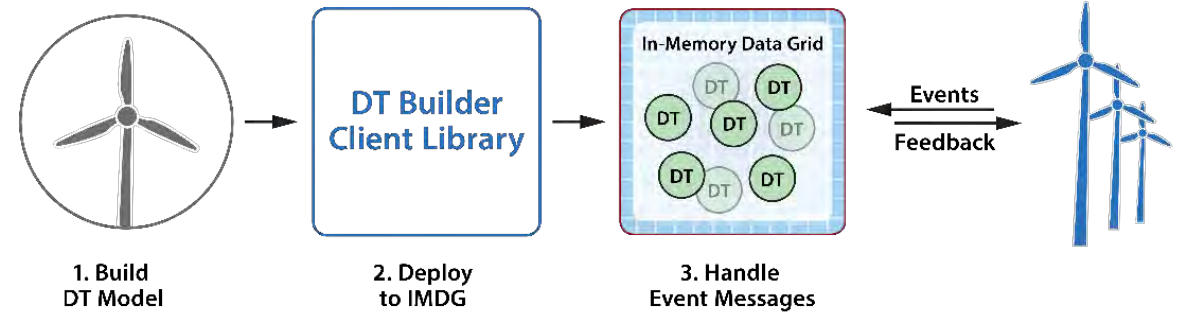 DT Builder
Client Library
In-Memory Data Grid
DT
DT
DT
DT
DT
DT
DT
DT
Events
Feedback
1. Build
DT Model
2. Deploy
to IMDG
3. Handle
Event Messages